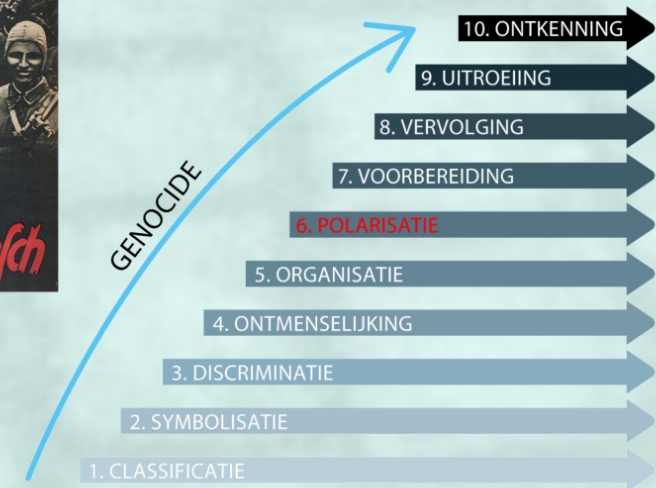 10. ONTKENNING
9. UITROEIING
8. VERVOLGING
7. VOORBEREIDING
GENOCIDE
6. POLARISATIE
5. ORGANISATIE
4. ONTMENSELIJKING
3. DISCRIMINATIE
2. SYMBOLISATIE
1. CLASSIFICATIE